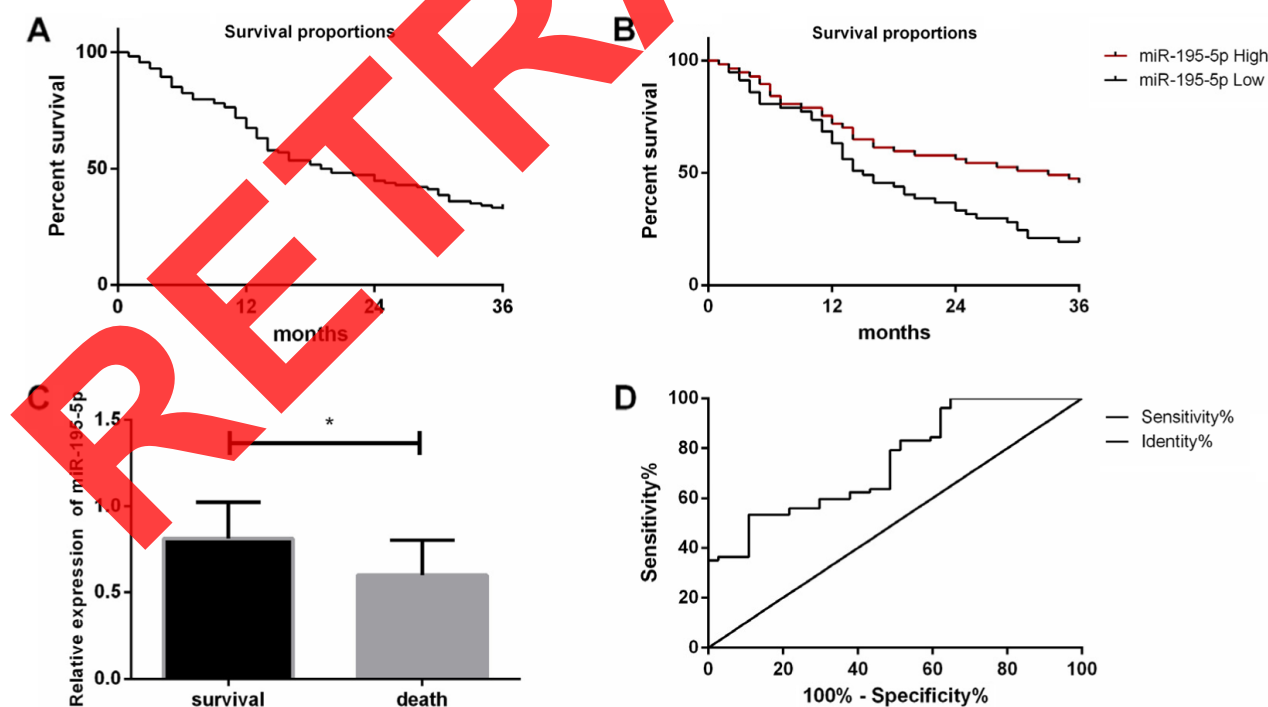 A
Survival proportions
Percent survival
100
50
0
0 12 24 36
months
B
Survival proportions
Percent survival
100
50
0
0 12 24 36
months
miR-195-5p High
miR-195-5p Low
C
Relative expression of miR-195-5p
1.5
1.0
0.5
0.0
*
survival death
D
Sensitivity%
100
80
60
40
20
0
0 20 40 60 80 100
100% - Specificity%
Sensitivity%
Identity%
RETRA